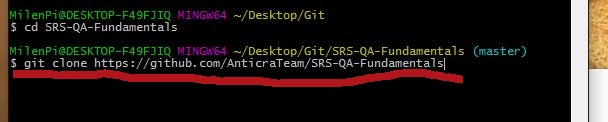 MilenPi@DESKTOP-F49FJIQ MINGW64 ~/Desktop/Git
$ cd SRS-QA-Fundamentals
MilenPi@DESKTOP-F49FJIQ MINGW64 ~/Desktop/Git/SRS-QA-Fundamentals (master)
$ git clone https://github.com/AnticraTeam/SRS-QA-Fundamentals